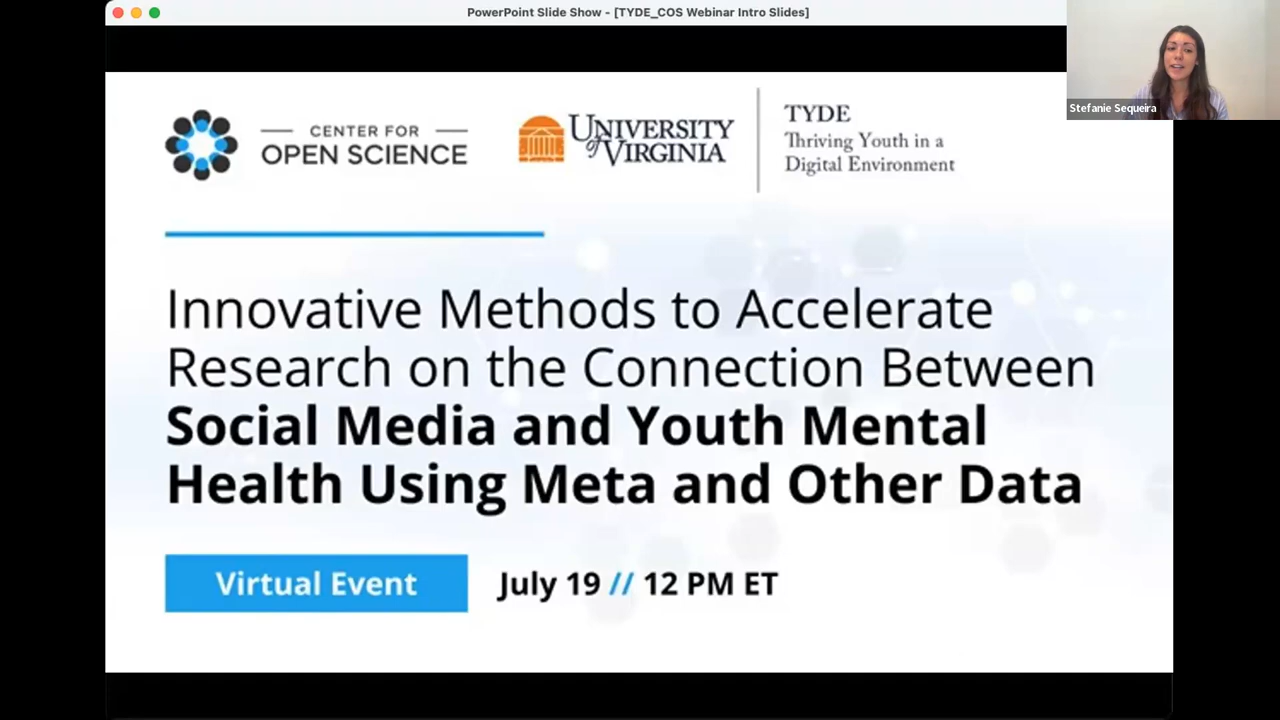 PowerPoint Slide Show - [TYDE_COS Webinar Intro Slides]
Stefanie Sequeira
CENTER FOR
OPEN SCIENCE
UNIVERSITY
of VIRGINIA
TYDE
Thriving Youth in a
Digital Environment
Innovative Methods to Accelerate
Research on the Connection Between
Social Media and Youth Mental
Health Using Meta and Other Data
Virtual Event
July 19 // 12 PM ET